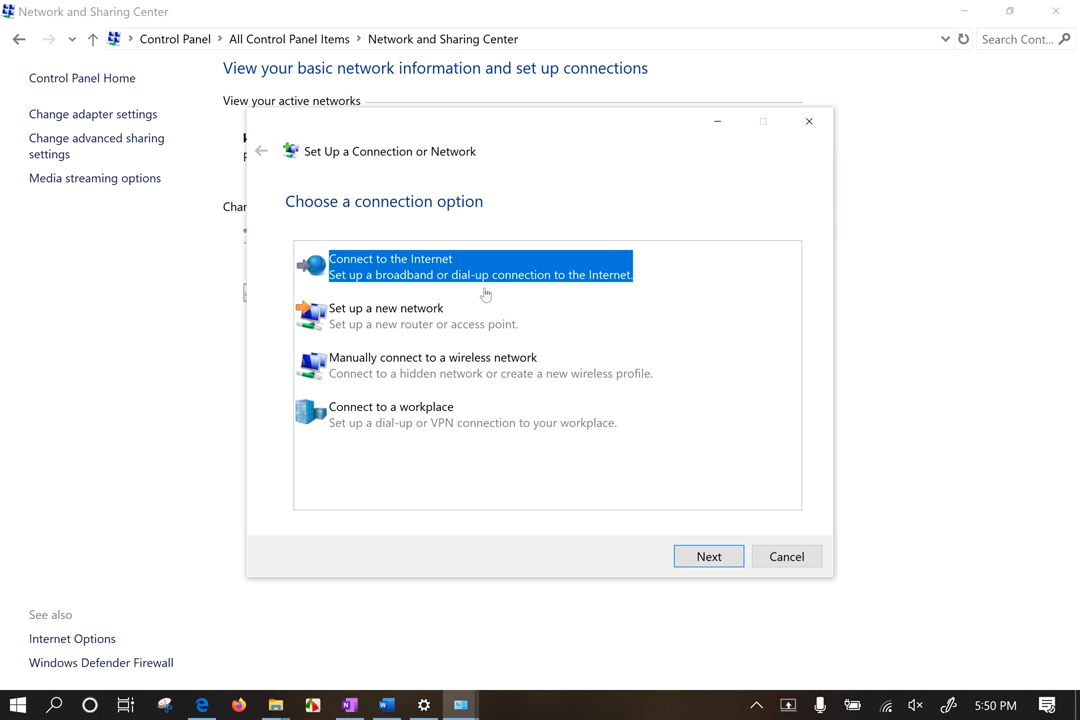 Network and Sharing Center
Control Panel > All Control Panel Items > Network and Sharing Center
Search Cont...
Control Panel Home
Change adapter settings
Change advanced sharing
settings
Media streaming options
View your basic network information and set up connections
View your active networks
Chan
Set Up a Connection or Network
Choose a connection option
Connect to the Internet
Set up a broadband or dial-up connection to the Internet.
Set up a new network
Set up a new router or access point.
Manually connect to a wireless network
Connect to a hidden network or create a new wireless profile.
Connect to a workplace
Set up a dial-up or VPN connection to your workplace.
Next
Cancel
See also
Internet Options
Windows Defender Firewall
5:50 PM